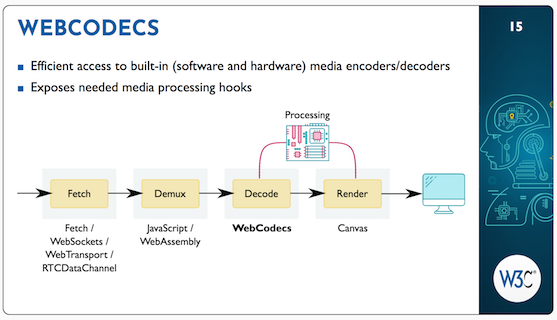 WEBCODECS
15
Efficient access to built-in (software and hardware) media encoders/decoders
Exposes needed media processing hooks
Processing
Fetch
Demux
Decode
Render
Fetch /
WebSockets /
WebTransport /
RTCDataChannel
JavaScript /
WebAssembly
WebCodecs
Canvas
W3C®